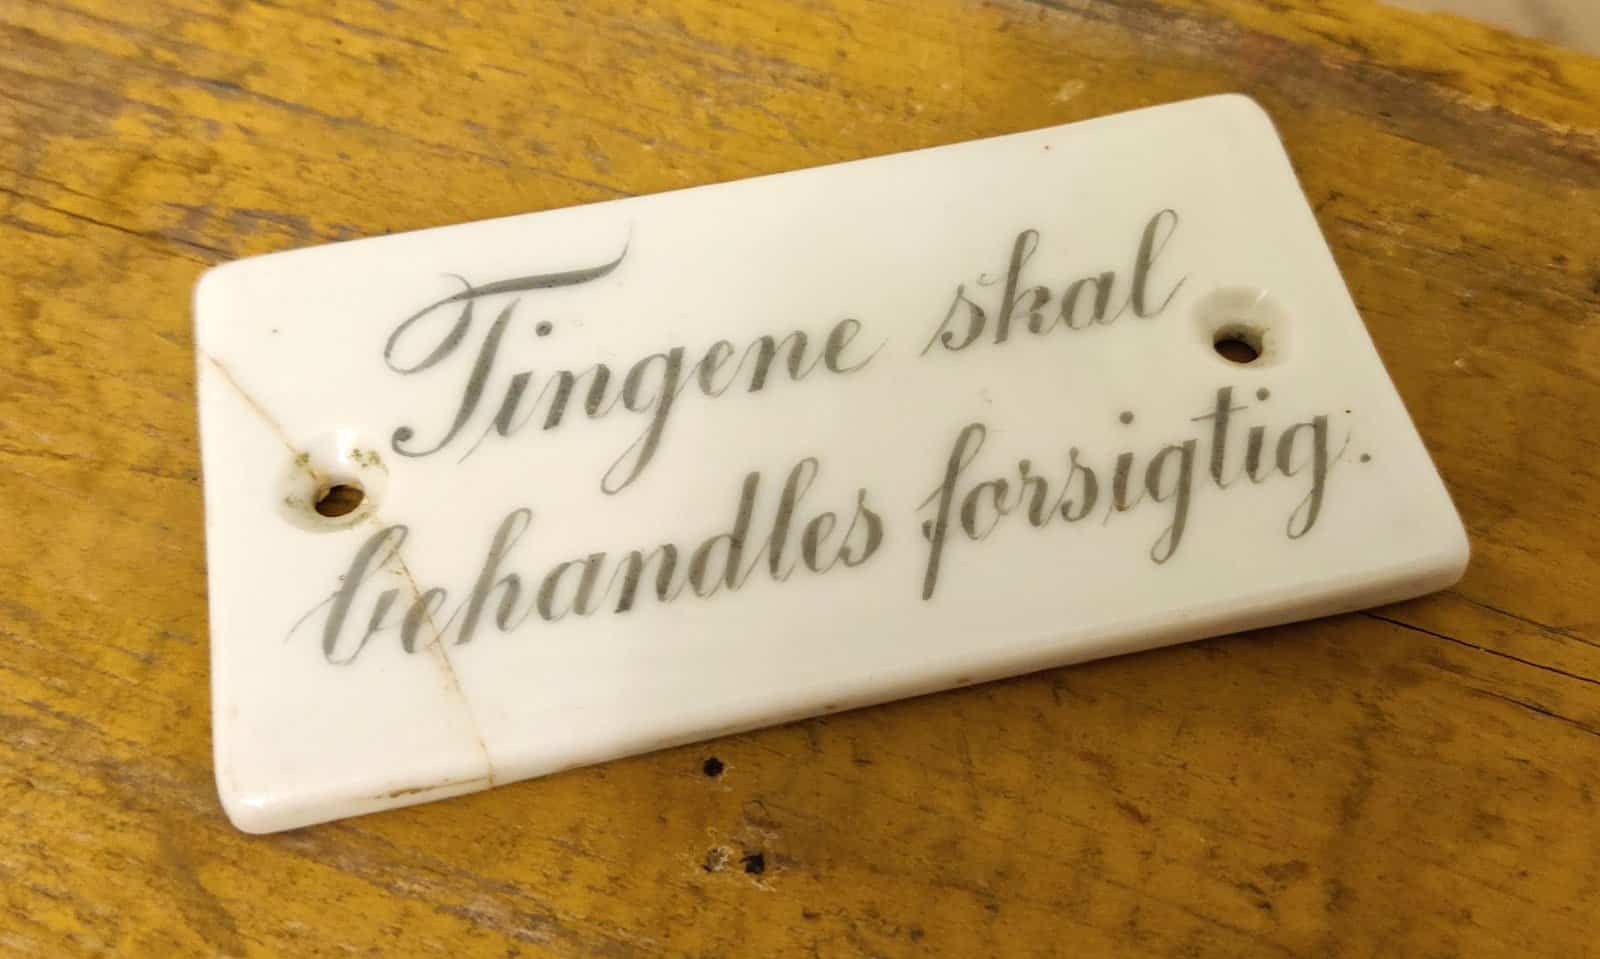 Tingene skal
behandles forsigtig.